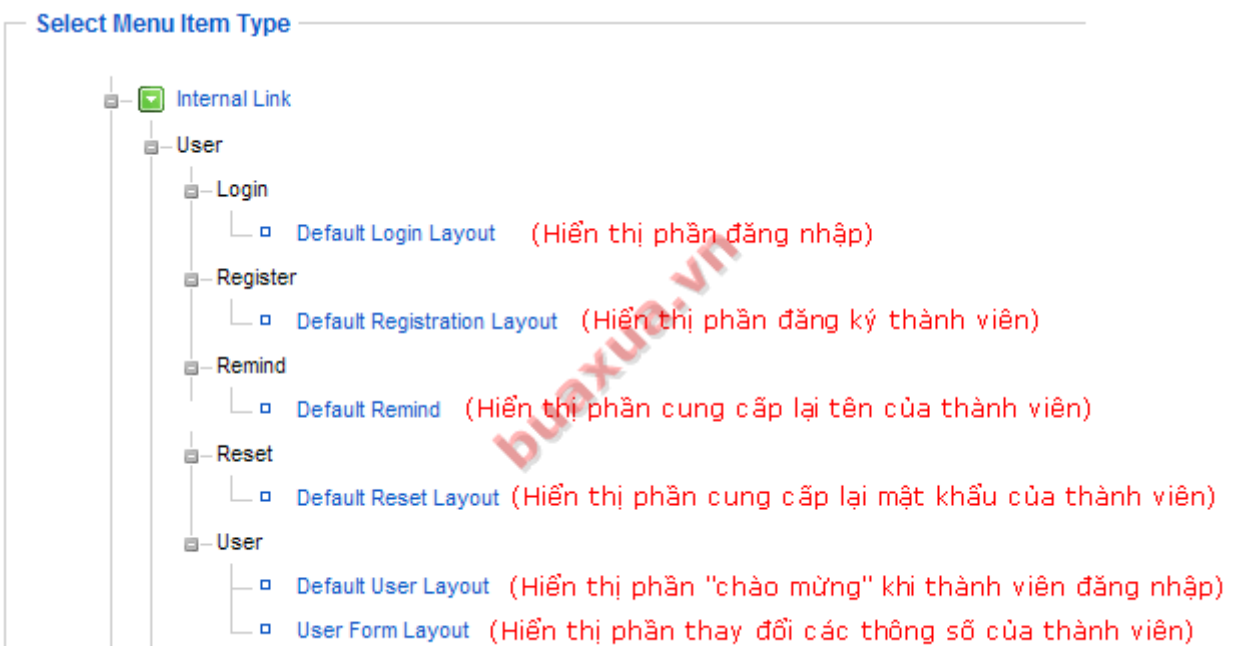 Select Menu Item Type
Internal Link
User
Login
Default Login Layout (Hiển thị phần đăng nhập)
Register
Default Registration Layout (Hiển thị phần đăng ký thành viên)
Remind
Default Remind (Hiển thị phần cung cấp lại tên của thành viên)
Reset
Default Reset Layout (Hiển thị phần cung cấp lại mật khẩu của thành viên)
User
Default User Layout (Hiển thị phần "chào mừng" khi thành viên đăng nhập)
User Form Layout (Hiển thị phần thay đổi các thông số của thành viên)
buaxua.vn